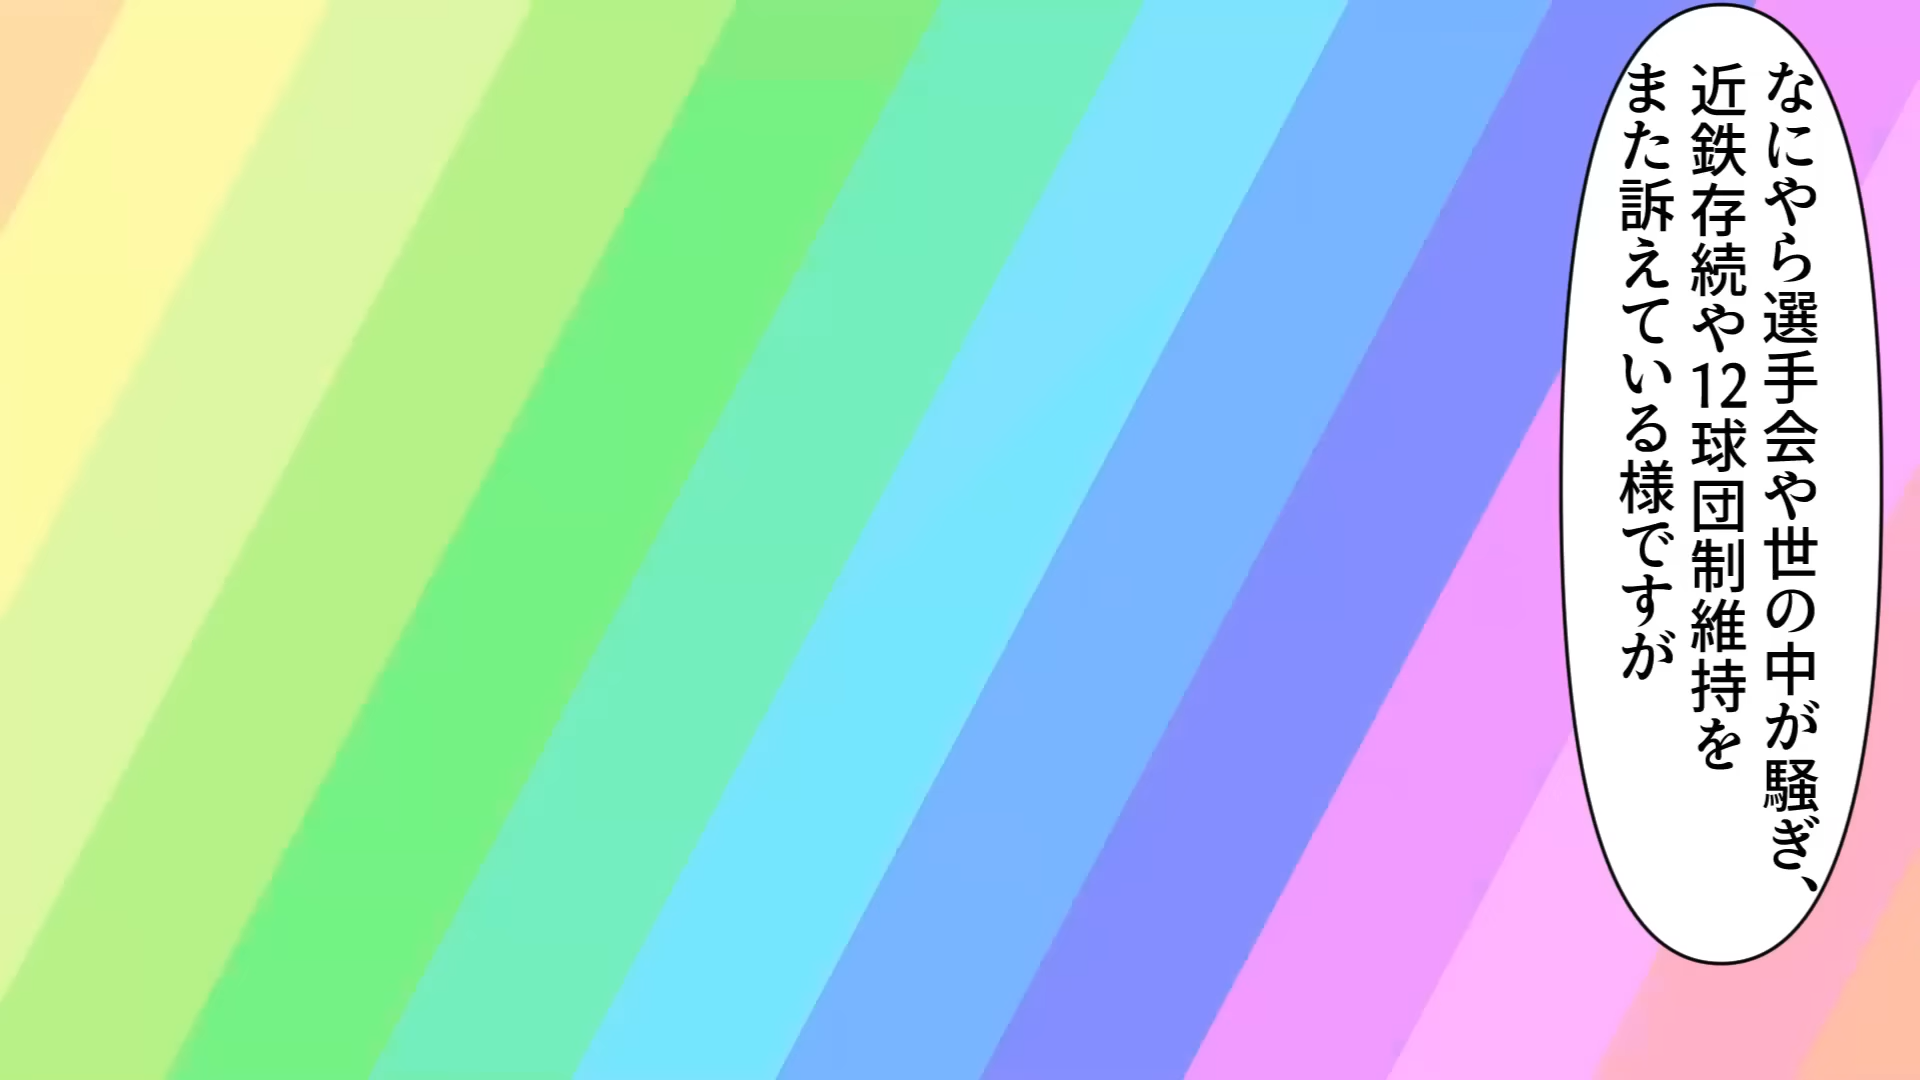 なにやら選手会や世の中が騒ぎ、
近鉄存続や12球団制維持を
また訴えている様ですが